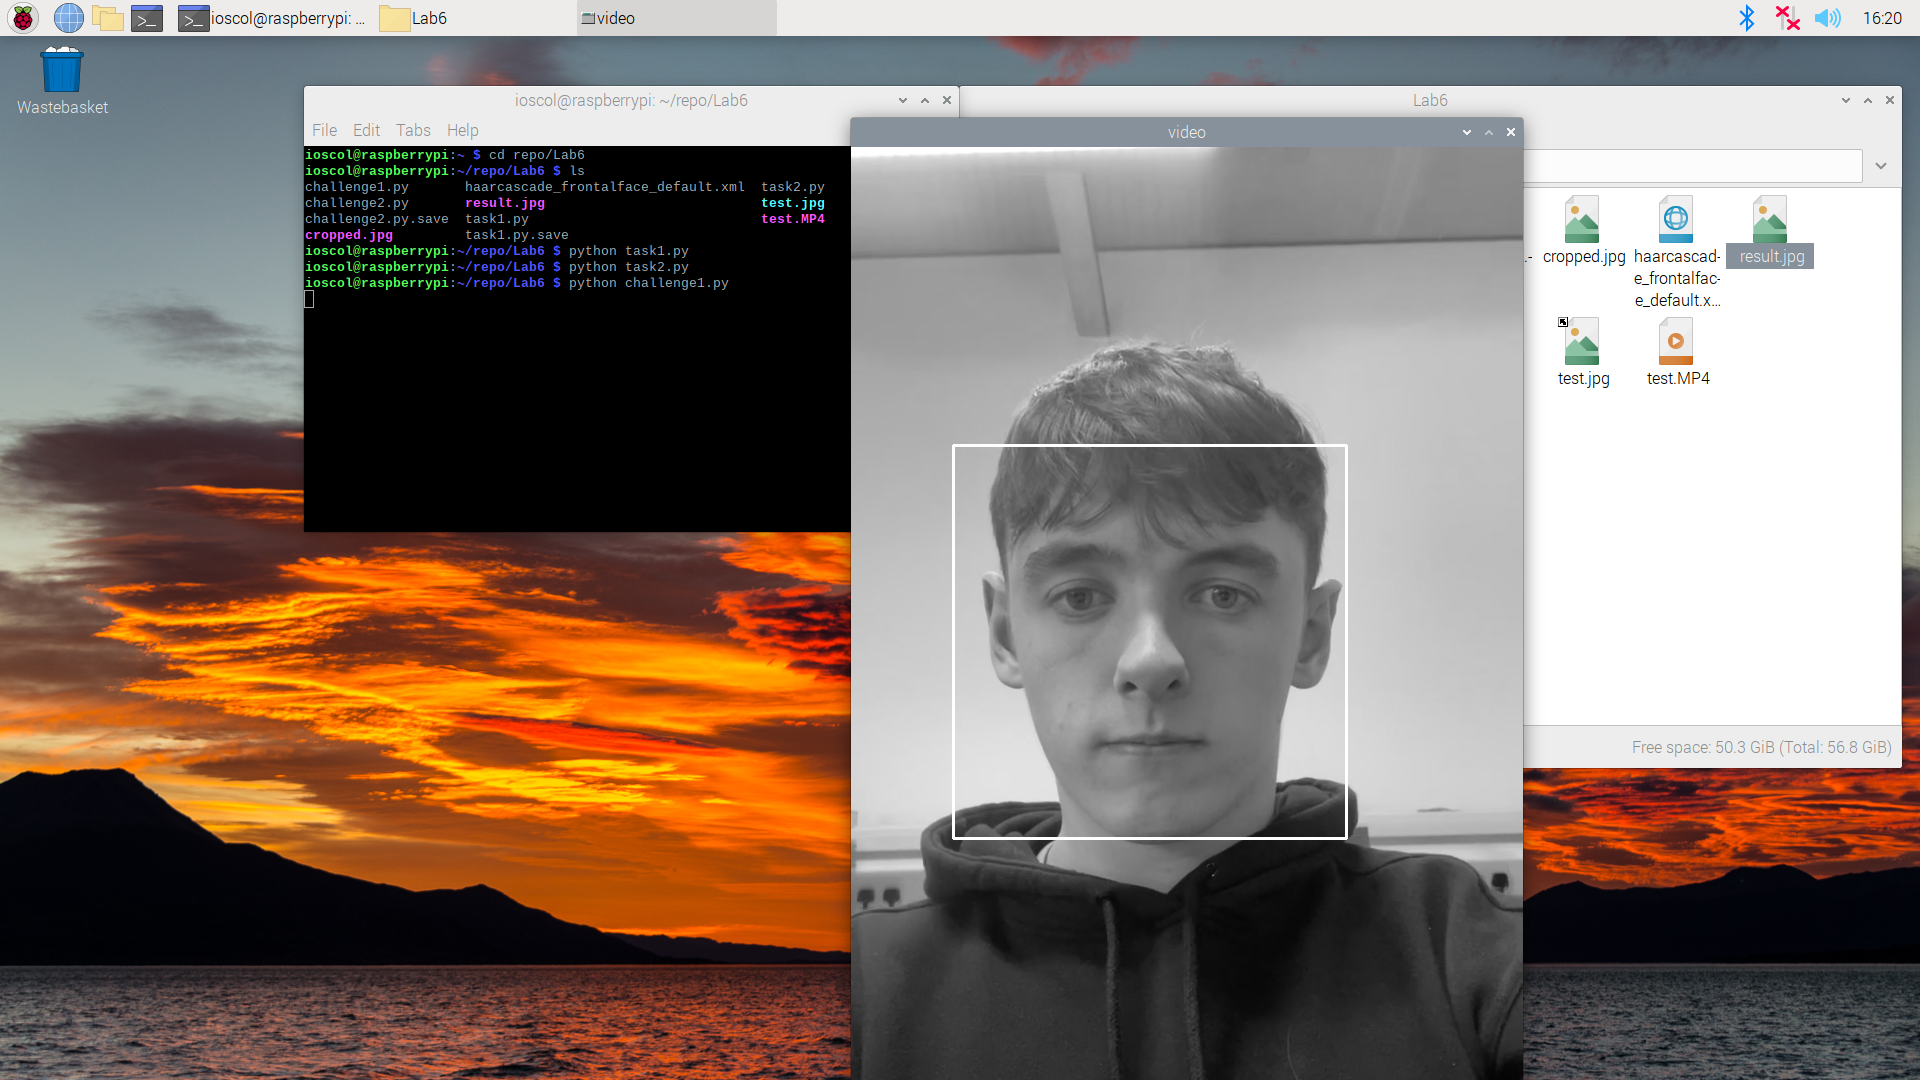 ioscol@raspberrypi: ...
Lab6
video
16:20
Wastebasket
ioscol@raspberrypi: ~/repo/Lab6
File Edit Tabs Help
ioscol@raspberrypi:~ $ cd repo/Lab6
ioscol@raspberrypi:~/repo/Lab6 $ ls
challenge1.py haarcascade_frontalface_default.xml task2.py
challenge2.py result.jpg test.jpg
challenge2.py.save task1.py test.MP4
cropped.jpg task1.py.save
ioscol@raspberrypi:~/repo/Lab6 $ python task1.py
ioscol@raspberrypi:~/repo/Lab6 $ python task2.py
ioscol@raspberrypi:~/repo/Lab6 $ python challenge1.py
video
Lab6
cropped.jpg
haarcascad-
e_frontalfac-
e_default.x...
result.jpg
test.jpg
test.MP4
Free space: 50.3 GiB (Total: 56.8 GiB)